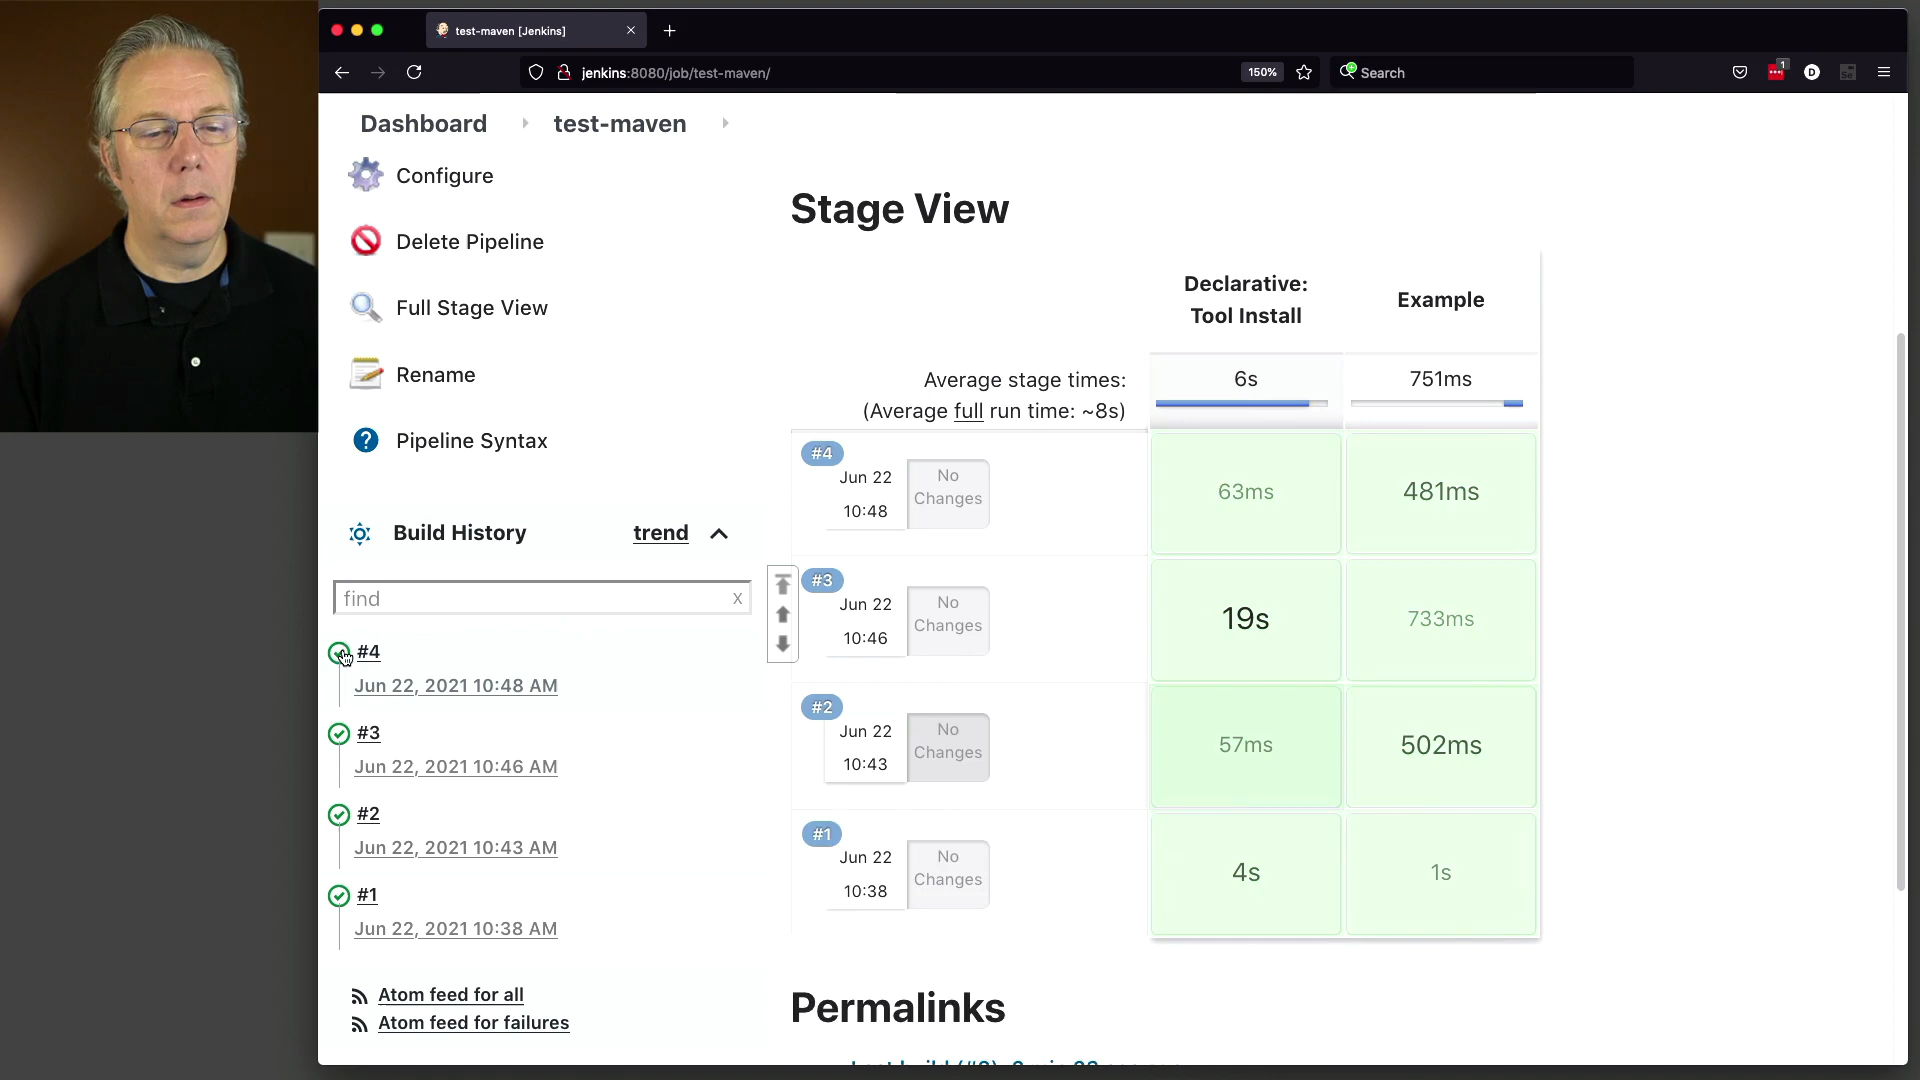 test-maven [Jenkins]
jenkins:8080/job/test-maven/
150%
Search
1
D
Dashboard
test-maven
Configure
Delete Pipeline
Full Stage View
Rename
Pipeline Syntax
Build History
trend
find
x
#4
Jun 22, 2021 10:48 AM
#3
Jun 22, 2021 10:46 AM
#2
Jun 22, 2021 10:43 AM
#1
Jun 22, 2021 10:38 AM
Atom feed for all
Atom feed for failures
Stage View
Declarative:
Tool Install
Example
Average stage times:
(Average full run time: ~8s)
6s
751ms
#4
Jun 22
10:48
No
Changes
63ms
481ms
#3
Jun 22
10:46
No
Changes
19s
733ms
#2
Jun 22
10:43
No
Changes
57ms
502ms
#1
Jun 22
10:38
No
Changes
4s
1s
Permalinks